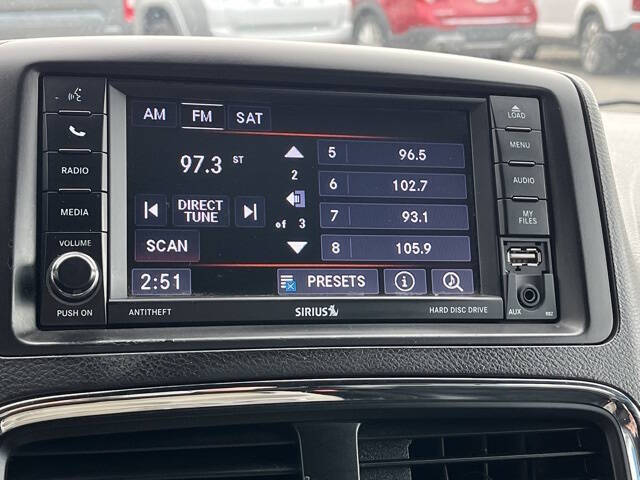 LOAD
AM FM SAT
MENU
97.3 ST
2
of 3
5 96.5
6 102.7
7 93.1
8 105.9
RADIO
AUDIO
MEDIA
DIRECT
TUNE
MY
FILES
VOLUME
SCAN
PUSH ON
2:51
PRESETS
ANTITHEFT
SIRIUS
HARD DISC DRIVE
AUX